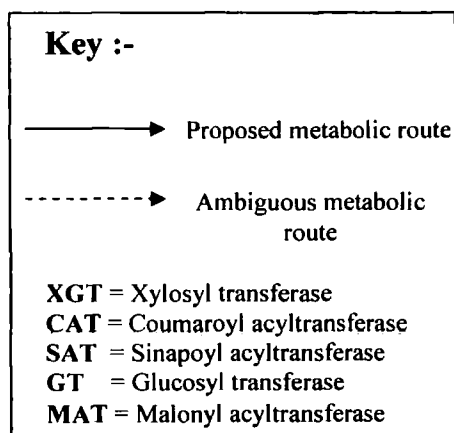 Key :-
Proposed metabolic route
Ambiguous metabolic
route
XGT = Xylosyl transferase
CAT = Coumaroyl acyltransferase
SAT = Sinapoyl acyltransferase
GT = Glucosyl transferase
MAT = Malonyl acyltransferase